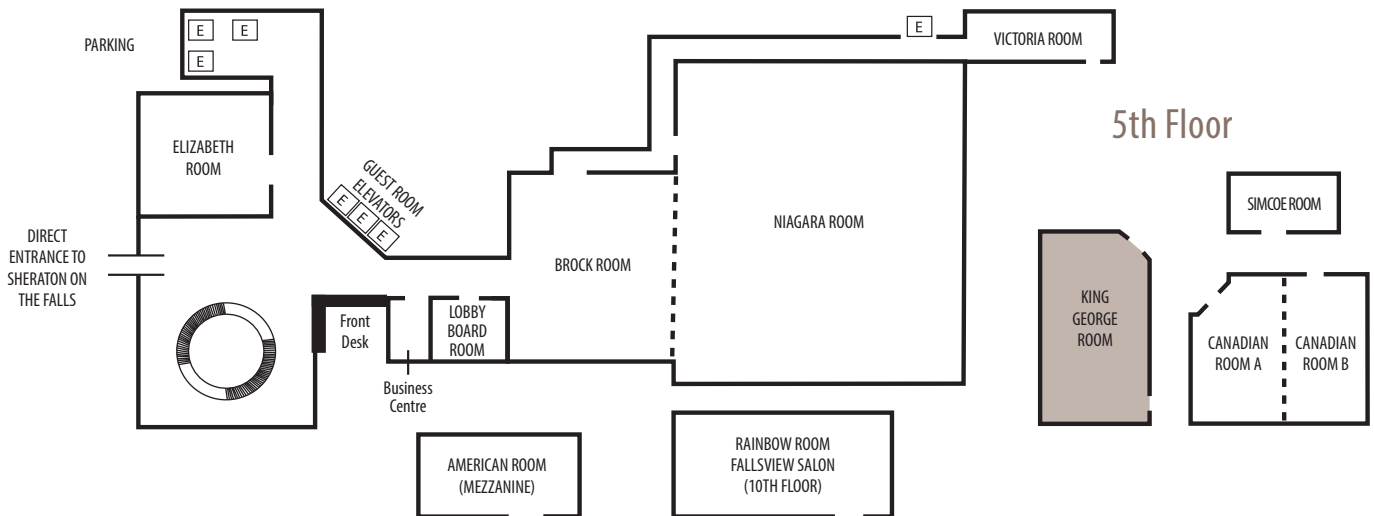 PARKING
E
E
E
E
VICTORIA ROOM
5th Floor
ELIZABETH
ROOM
GUEST ROOM
ELEVATORS
E
E
E
SIMCOE ROOM
DIRECT
ENTRANCE TO
SHERATON ON
THE FALLS
BROCK ROOM
NIAGARA ROOM
KING
GEORGE
ROOM
Front
Desk
LOBBY
BOARD
ROOM
CANADIAN
ROOM A
CANADIAN
ROOM B
Business
Centre
AMERICAN ROOM
(MEZZANINE)
RAINBOW ROOM
FALLSVIEW SALON
(10TH FLOOR)